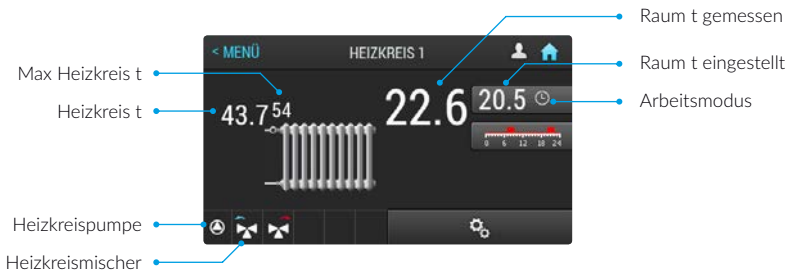 Raum t gemessen
< MENÜ
HEIZKREIS 1
Raum t eingestellt
Max Heizkreis t
Heizkreis t
43.7 54
22.6
20.5
Arbeitsmodus
0 6 12 18 24
Heizkreispumpe
Heizkreismischer